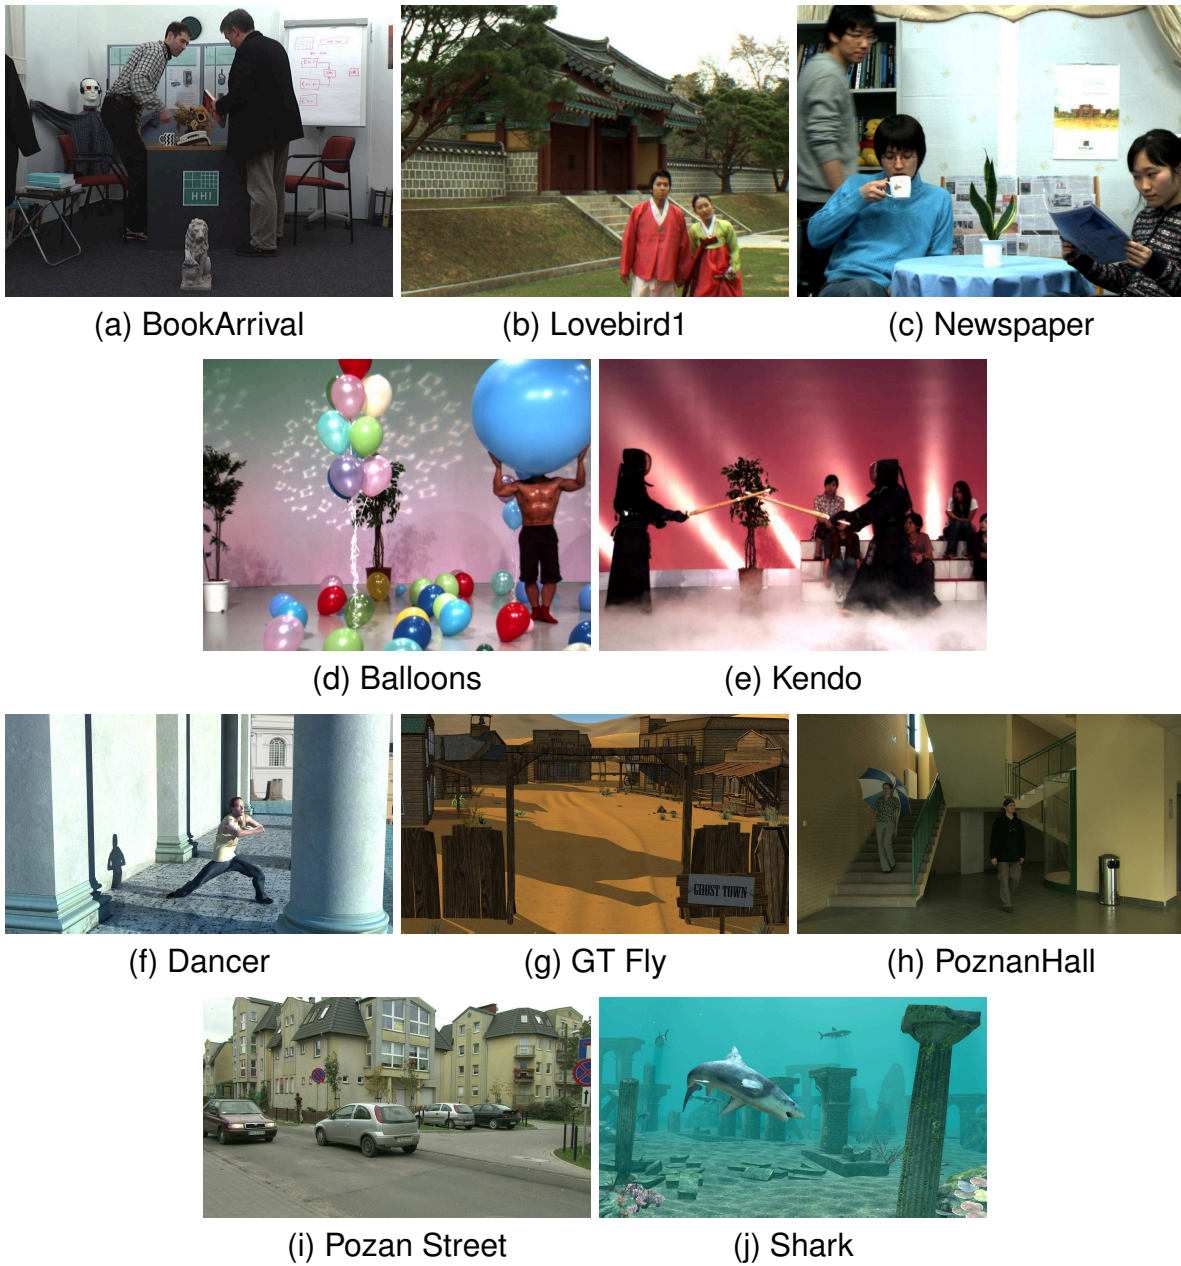 HHI
(a) BookArrival
(b) Lovebird1
(c) Newspaper
(d) Balloons
(e) Kendo
GHOST TOWN
(f) Dancer
(g) GT Fly
(h) PoznanHall
(i) Pozan Street
(j) Shark